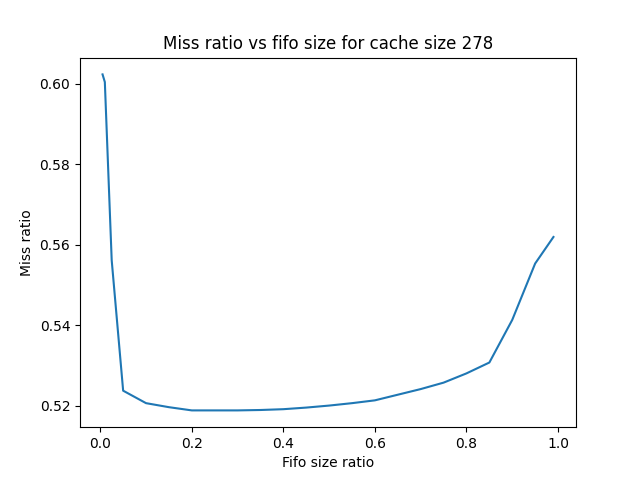 Miss ratio vs fifo size for cache size 278
0.60
0.58
0.56
0.54
0.52
Miss ratio
0.0 0.2 0.4 0.6 0.8 1.0
Fifo size ratio